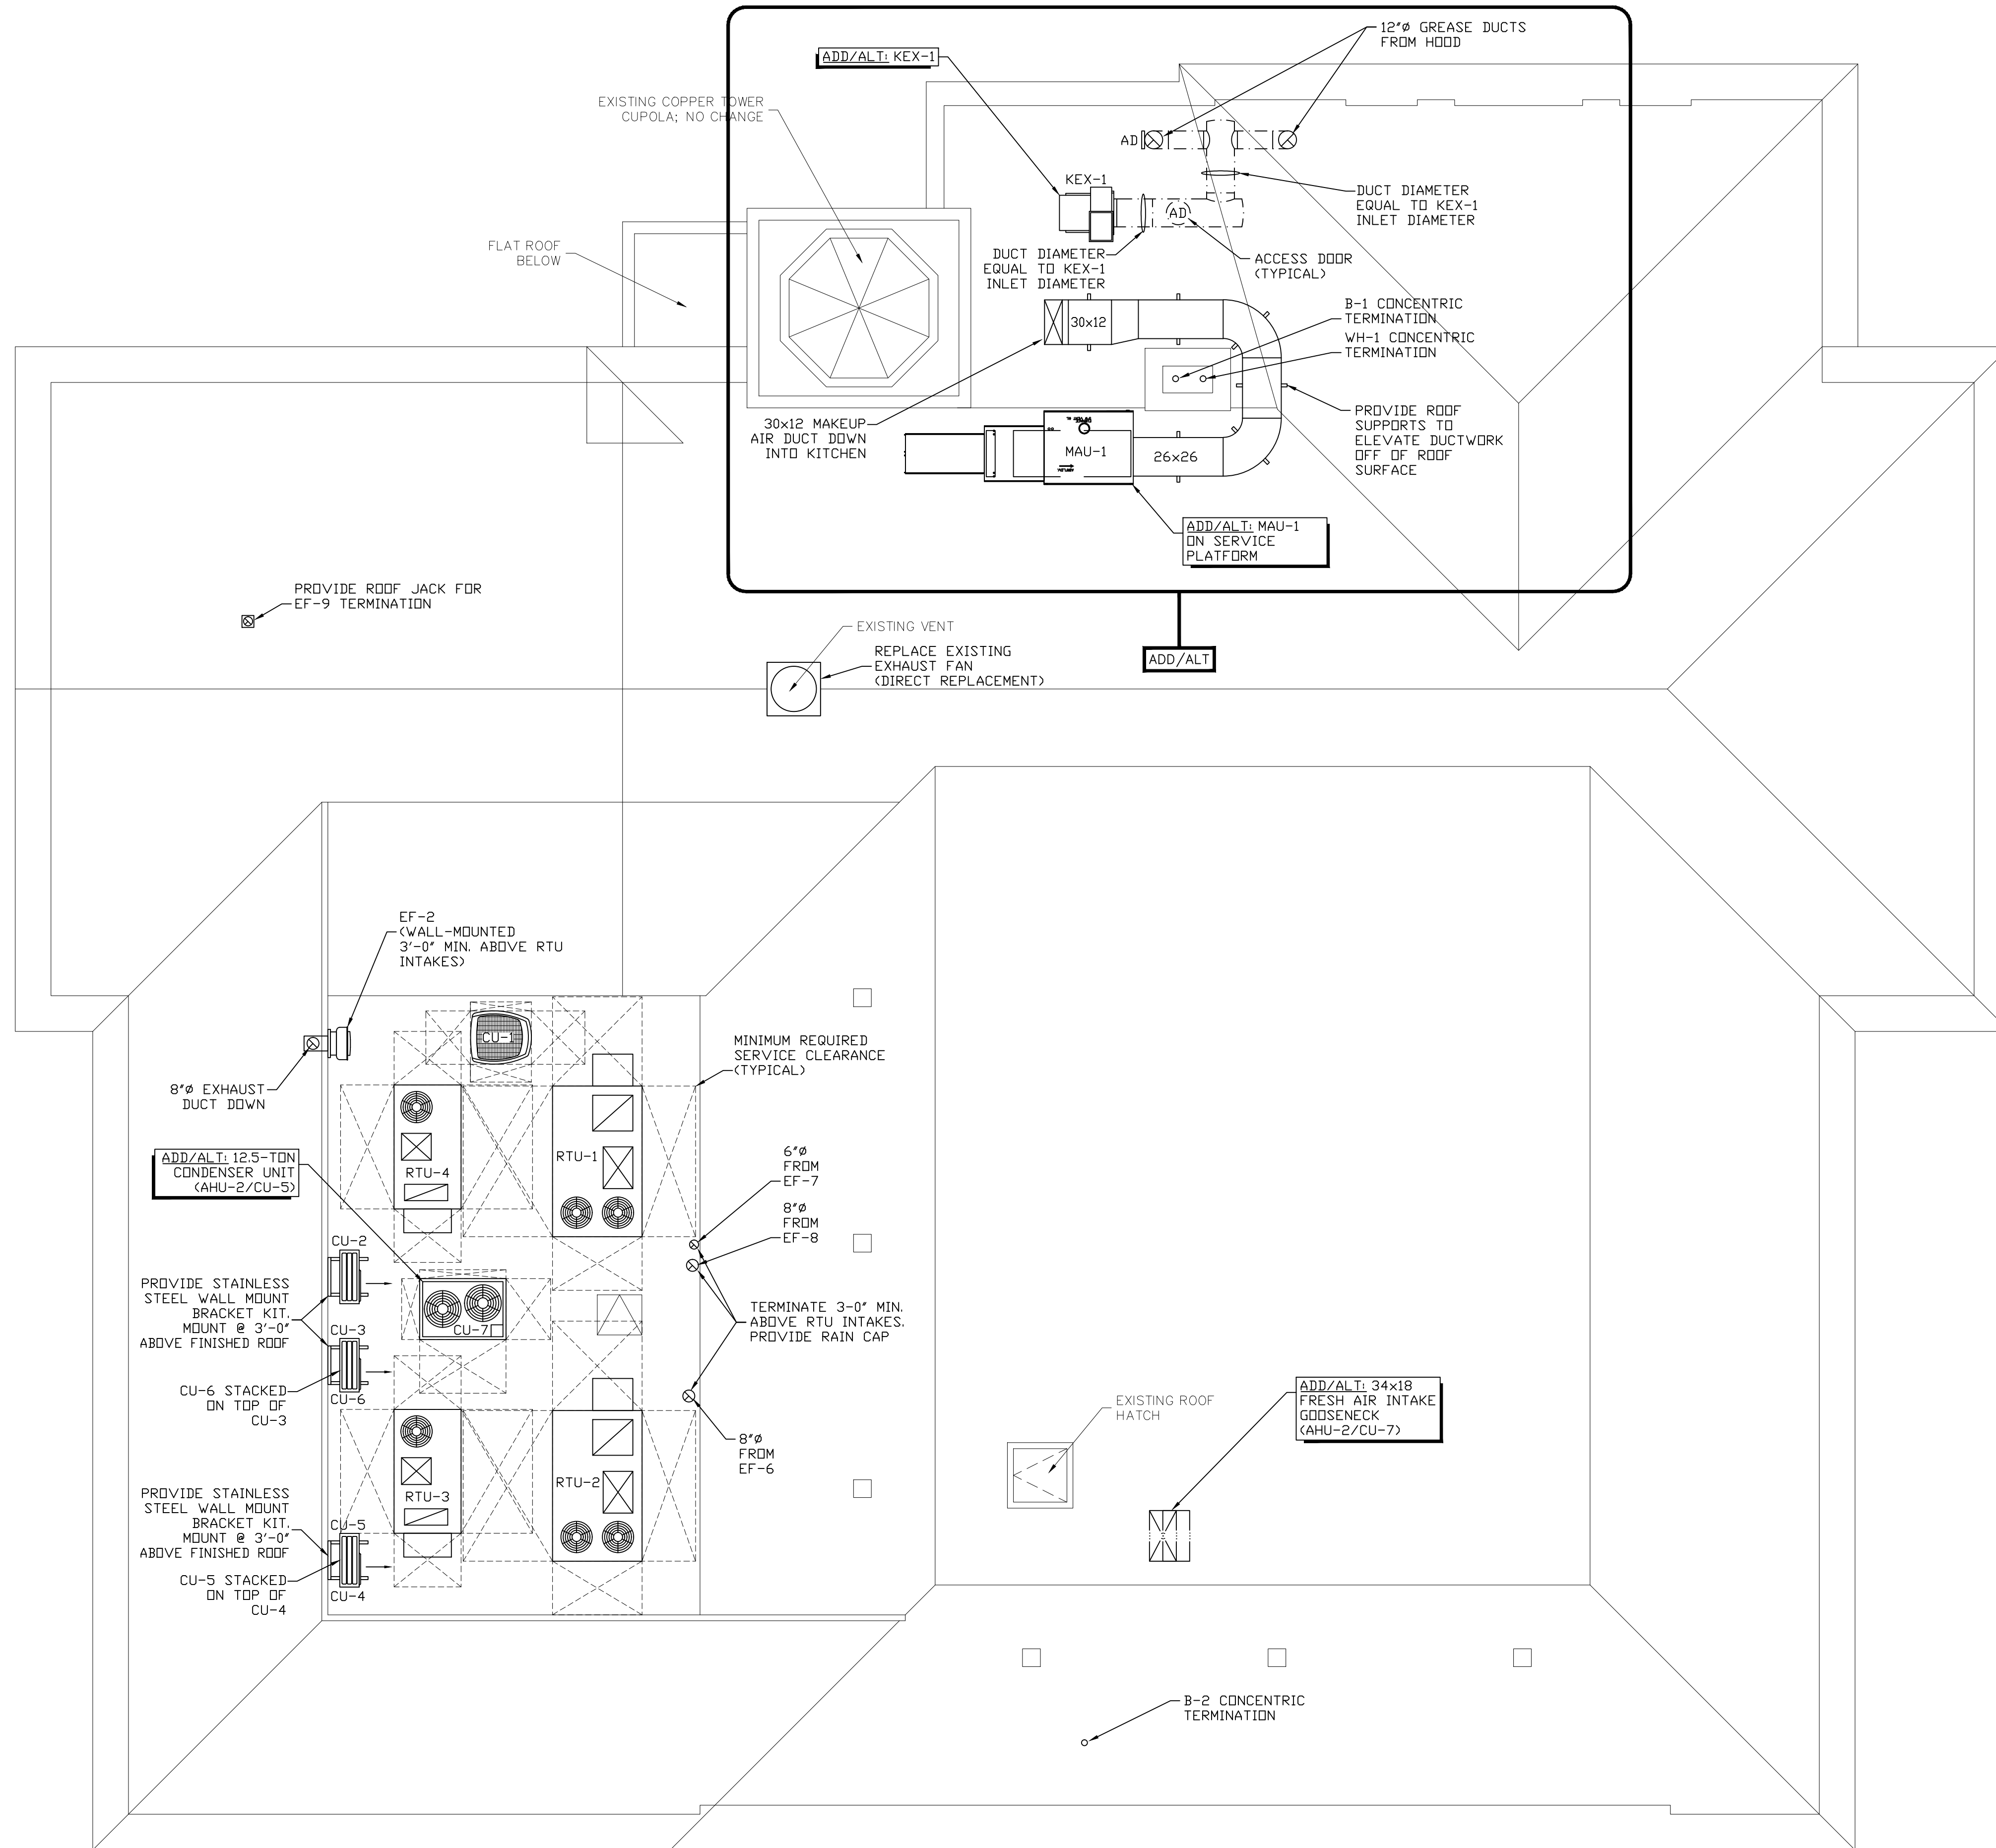 12"Ø GREASE DUCTS
FROM HOOD
ADD/ALT: KEX-1
EXISTING COPPER TOWER
CUPOLA; NO CHANGE
AD
KEX-1
DUCT DIAMETER
EQUAL TO KEX-1
INLET DIAMETER
AD
FLAT ROOF
BELOW
DUCT DIAMETER
EQUAL TO KEX-1
INLET DIAMETER
ACCESS DOOR
(TYPICAL)
B-1 CONCENTRIC
TERMINATION
30x12
WH-1 CONCENTRIC
TERMINATION
30x12 MAKEUP
AIR DUCT DOWN
INTO KITCHEN
PROVIDE ROOF
SUPPORTS TO
ELEVATE DUCTWORK
OFF OF ROOF
SURFACE
MAU-1
26x26
ADD/ALT: MAU-1
ON SERVICE
PLATFORM
PROVIDE ROOF JACK FOR
EF-9 TERMINATION
EXISTING VENT
REPLACE EXISTING
EXHAUST FAN
(DIRECT REPLACEMENT)
ADD/ALT
EF-2
(WALL-MOUNTED
3'-0" MIN. ABOVE RTU
INTAKES)
CU-1
MINIMUM REQUIRED
SERVICE CLEARANCE
(TYPICAL)
8"Ø EXHAUST
DUCT DOWN
ADD/ALT: 12.5-TON
CONDENSER UNIT
(AHU-2/CU-5)
RTU-4
RTU-1
6"Ø
FROM
EF-7
8"Ø
FROM
EF-8
CU-2
PROVIDE STAINLESS
STEEL WALL MOUNT
BRACKET KIT.
MOUNT @ 3'-0"
ABOVE FINISHED ROOF
CU-3
CU-7
TERMINATE 3-0" MIN.
ABOVE RTU INTAKES.
PROVIDE RAIN CAP
CU-6 STACKED
ON TOP OF
CU-3
CU-6
EXISTING ROOF
HATCH
ADD/ALT: 34x18
FRESH AIR INTAKE
GOOSENECK
(AHU-2/CU-7)
8"Ø
FROM
EF-6
RTU-3
RTU-2
PROVIDE STAINLESS
STEEL WALL MOUNT
BRACKET KIT.
MOUNT @ 3'-0"
ABOVE FINISHED ROOF
CU-5
CU-5 STACKED
ON TOP OF
CU-4
CU-4
B-2 CONCENTRIC
TERMINATION